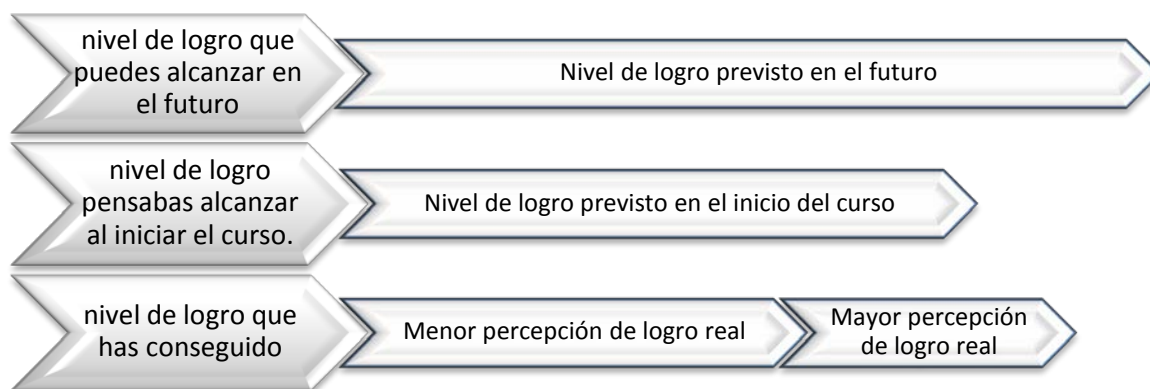 nivel de logro que
puedes alcanzar en
el futuro
Nivel de logro previsto en el futuro
nivel de logro
pensabas alcanzar
al iniciar el curso.
Nivel de logro previsto en el inicio del curso
nivel de logro que
has conseguido
Menor percepción de logro real
Mayor percepción
de logro real